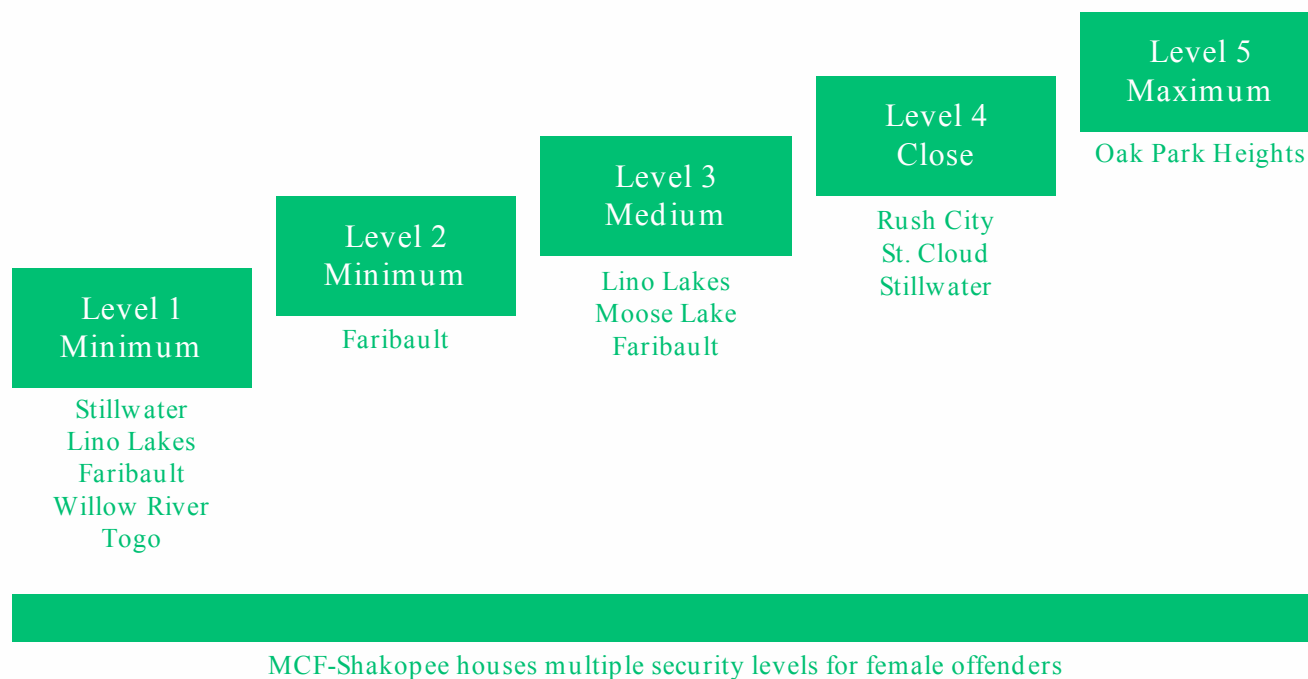 Level 1
Minimum
Stillwater
Lino Lakes
Faribault
Willow River
Togo
Level 2
Minimum
Faribault
Level 3
Medium
Lino Lakes
Moose Lake
Faribault
Level 4
Close
Rush City
St. Cloud
Stillwater
Level 5
Maximum
Oak Park Heights
MCF-Shakopee houses multiple security levels for female offenders